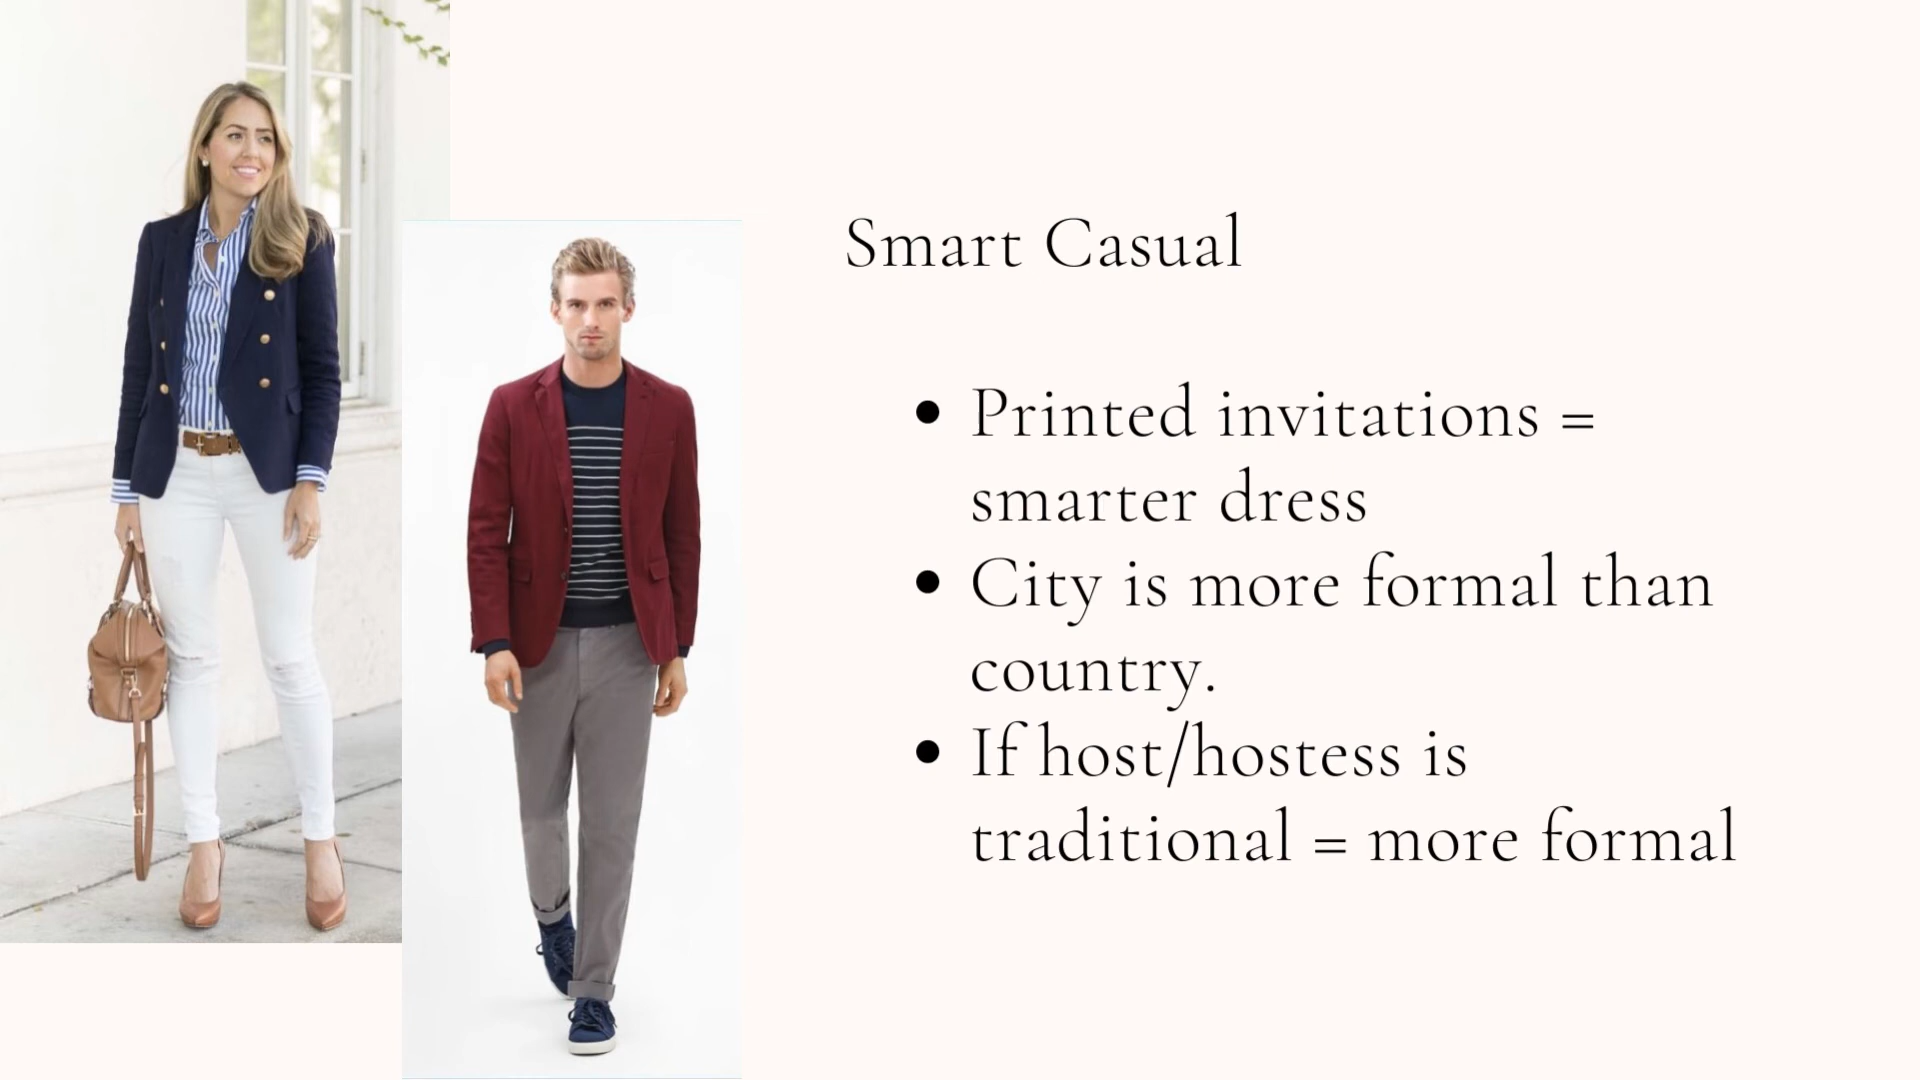 Smart Casual
• Printed invitations =
smarter dress
• City is more formal than
country.
• If host/hostess is
traditional = more formal